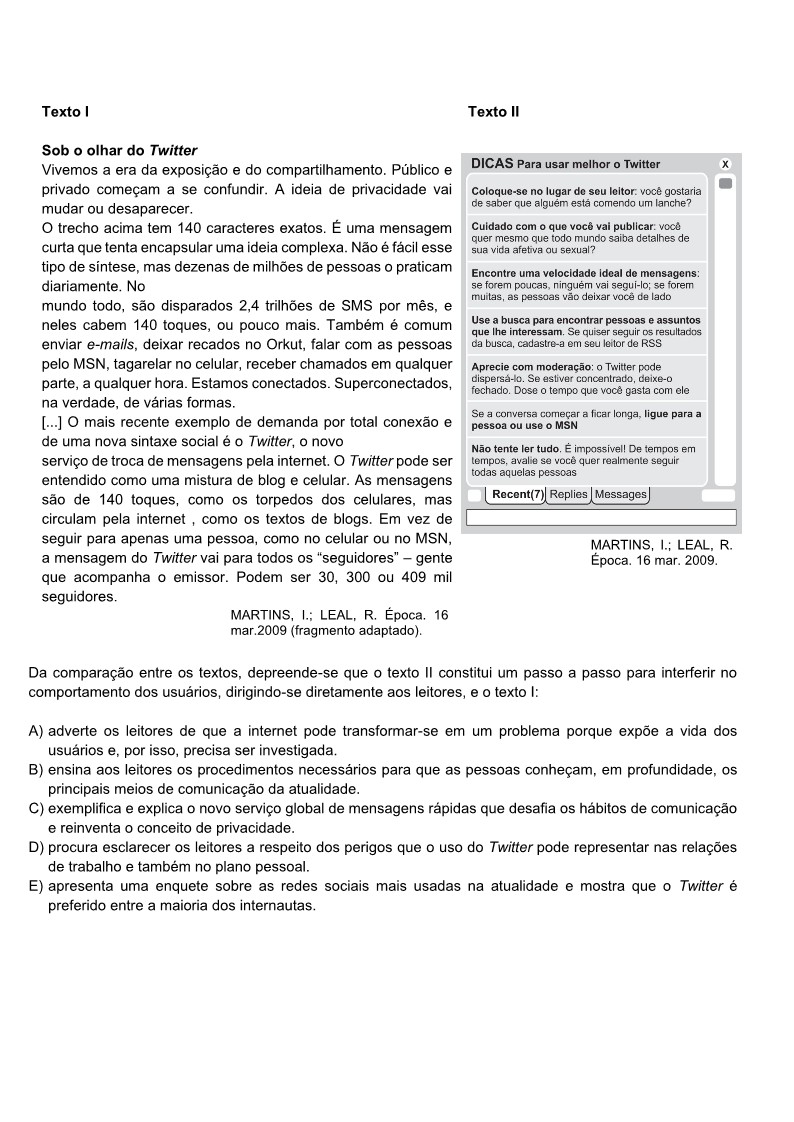 Texto I
Sob o olhar do Twitter
Vivemos a era da exposição e do compartilhamento. Público e
privado começam a se confundir. A ideia de privacidade vai
mudar ou desaparecer.
O trecho acima tem 140 caracteres exatos. É uma mensagem
curta que tenta encapsular uma ideia complexa. Não é fácil esse
tipo de síntese, mas dezenas de milhões de pessoas o praticam
diariamente. No
mundo todo, são disparados 2,4 trilhões de SMS por mês, e
neles cabem 140 toques, ou pouco mais. Também é comum
enviar e-mails, deixar recados no Orkut, falar com as pessoas
pelo MSN, tagarelar no celular, receber chamados em qualquer
parte, a qualquer hora. Estamos conectados. Superconectados,
na verdade, de várias formas.
[...] O mais recente exemplo de demanda por total conexão e
de uma nova sintaxe social é o Twitter, o novo
serviço de troca de mensagens pela internet. O Twitter pode ser
entendido como uma mistura de blog e celular. As mensagens
são de 140 toques, como os torpedos dos celulares, mas
circulam pela internet , como os textos de blogs. Em vez de
seguir para apenas uma pessoa, como no celular ou no MSN,
a mensagem do Twitter vai para todos os “seguidores” – gente
que acompanha o emissor. Podem ser 30, 300 ou 409 mil
seguidores.
MARTINS, I.; LEAL, R. Época. 16
mar.2009 (fragmento adaptado).
Texto II
DICAS Para usar melhor o Twitter
X
Coloque-se no lugar de seu leitor: você gostaria
de saber que alguém está comendo um lanche?
Cuidado com o que você vai publicar: você
quer mesmo que todo mundo saiba detalhes de
sua vida afetiva ou sexual?
Encontre uma velocidade ideal de mensagens:
se forem poucas, ninguém vai seguí-lo; se forem
muitas, as pessoas vão deixar você de lado
Use a busca para encontrar pessoas e assuntos
que lhe interessam. Se quiser seguir os resultados
da busca, cadastre-a em seu leitor de RSS
Aprecie com moderação: o Twitter pode
dispersá-lo. Se estiver concentrado, deixe-o
fechado. Dose o tempo que você gasta com ele
Se a conversa começar a ficar longa, ligue para a
pessoa ou use o MSN
Não tente ler tudo. É impossível! De tempos em
tempos, avalie se você quer realmente seguir
todas aquelas pessoas
Recent(7) Replies Messages
MARTINS, I.; LEAL, R.
Época. 16 mar. 2009.
Da comparação entre os textos, depreende-se que o texto II constitui um passo a passo para interferir no
comportamento dos usuários, dirigindo-se diretamente aos leitores, e o texto I:
A) adverte os leitores de que a internet pode transformar-se em um problema porque expõe a vida dos
usuários e, por isso, precisa ser investigada.
B) ensina aos leitores os procedimentos necessários para que as pessoas conheçam, em profundidade, os
principais meios de comunicação da atualidade.
C) exemplifica e explica o novo serviço global de mensagens rápidas que desafia os hábitos de comunicação
e reinventa o conceito de privacidade.
D) procura esclarecer os leitores a respeito dos perigos que o uso do Twitter pode representar nas relações
de trabalho e também no plano pessoal.
E) apresenta uma enquete sobre as redes sociais mais usadas na atualidade e mostra que o Twitter é
preferido entre a maioria dos internautas.